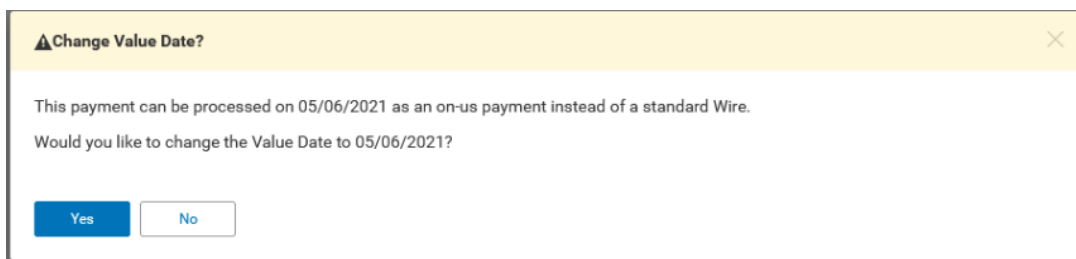 Change Value Date?
This payment can be processed on 05/06/2021 as an on-us payment instead of a standard Wire.
Would you like to change the Value Date to 05/06/2021?
Yes
No